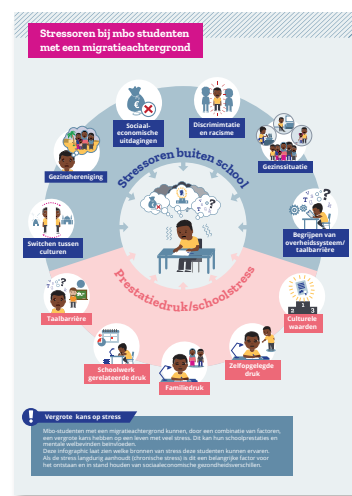 Stressoren bij mbo studenten
met een migratieachtergrond
Sociaal-
economische
uitdagingen
Discrimimtatie
en racisme
Gezinshereniging
Gezinssituatie
Stressoren buiten school
Switchen tussen
culturen
Begrijpen van
overheidssysteem/
taalbarrière
Prestatiedruk/schoolstress
Taalbarrière
Culturele
waarden
1
2
3
Schoolwerk
gerelateerde druk
Zelfopgelegde
druk
Familiedruk
Vergrote kans op stress
Mbo-studenten met een migratieachtergrond kunnen, door een combinatie van factoren,
een vergrote kans hebben op een leven met veel stress. Dit kan hun schoolprestaties en
mentale welbevinden beïnvloeden.
Deze infographic laat zien welke bronnen van stress deze studenten kunnen ervaren.
Als de stress langdurig aanhoudt (chronische stress) is dit een belangrijke factor voor
het ontstaan en in stand houden van sociaaleconomische gezondheidsverschillen.